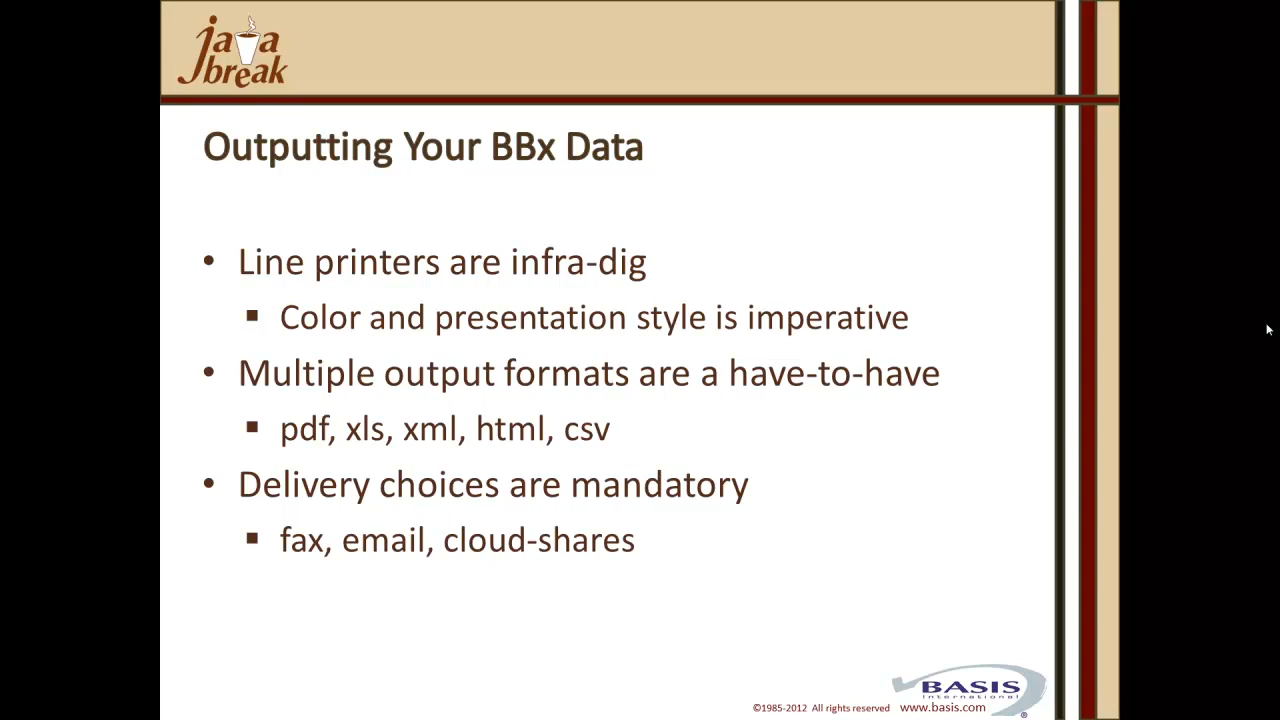 java
break
Outputting Your BBx Data
• Line printers are infra-dig
▪ Color and presentation style is imperative
• Multiple output formats are a have-to-have
▪ pdf, xls, xml, html, csv
• Delivery choices are mandatory
▪ fax, email, cloud-shares
BASIS
International
®
©1985-2012 All rights reserved www.basis.com